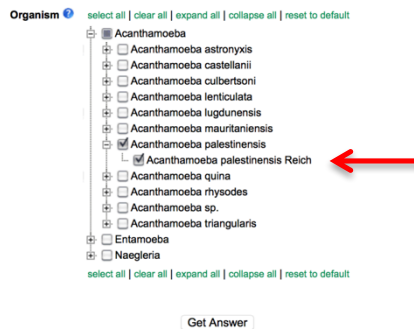 Organism ? select all | clear all | expand all | collapse all | reset to default
Acanthamoeba
Acanthamoeba astronyxis
Acanthamoeba castellanii
Acanthamoeba culbertsoni
Acanthamoeba lenticulata
Acanthamoeba lugdunensis
Acanthamoeba mauritaniensis
Acanthamoeba palestinensis
Acanthamoeba palestinensis Reich
Acanthamoeba quina
Acanthamoeba rhysodes
Acanthamoeba sp.
Acanthamoeba triangularis
Entamoeba
Naegleria
select all | clear all | expand all | collapse all | reset to default
Get Answer